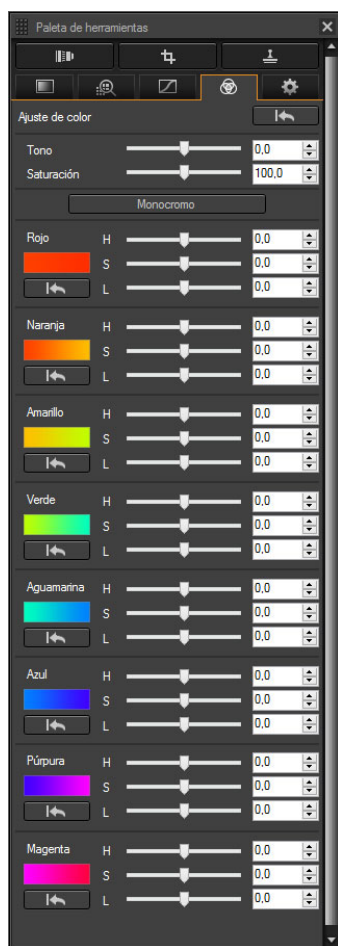 Paleta de herramientas
Ajuste de color
Tono 0,0
Saturación 100,0
Monocromo
Rojo H 0,0
S 0,0
L 0,0
Naranja H 0,0
S 0,0
L 0,0
Amarillo H 0,0
S 0,0
L 0,0
Verde H 0,0
S 0,0
L 0,0
Aguamarina H 0,0
S 0,0
L 0,0
Azul H 0,0
S 0,0
L 0,0
Púrpura H 0,0
S 0,0
L 0,0
Magenta H 0,0
S 0,0
L 0,0